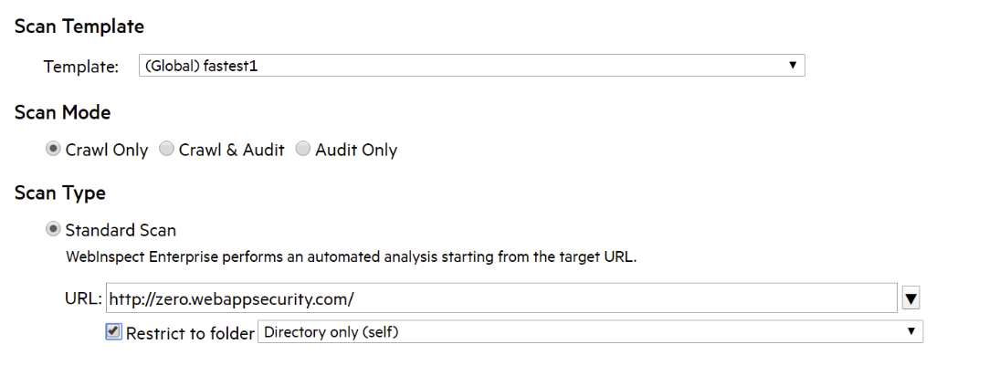 Scan Template
Template: (Global) fastest1
Scan Mode
Crawl Only Crawl & Audit Audit Only
Scan Type
Standard Scan
WebInspect Enterprise performs an automated analysis starting from the target URL.
URL: http://zero.webappsecurity.com/
Restrict to folder Directory only (self)